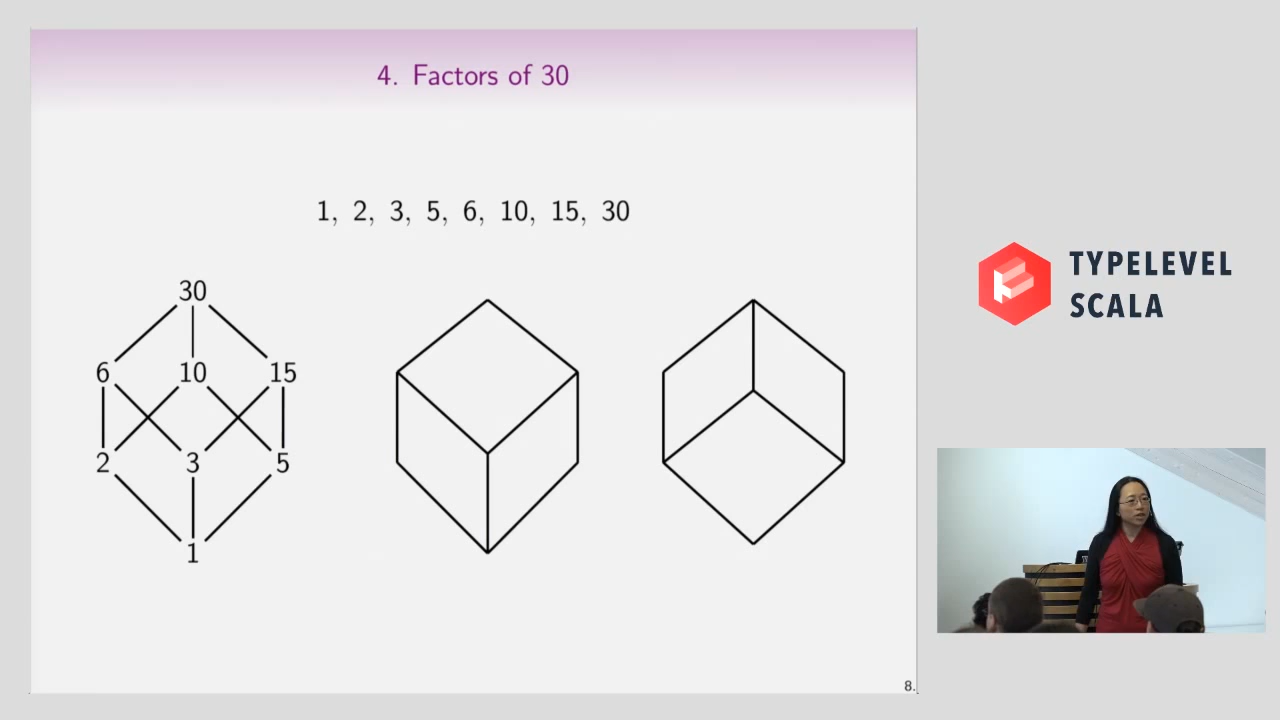 4. Factors of 30
1, 2, 3, 5, 6, 10, 15, 30
30
6 10 15
2 3 5
1
8.
TYPELEVEL
SCALA